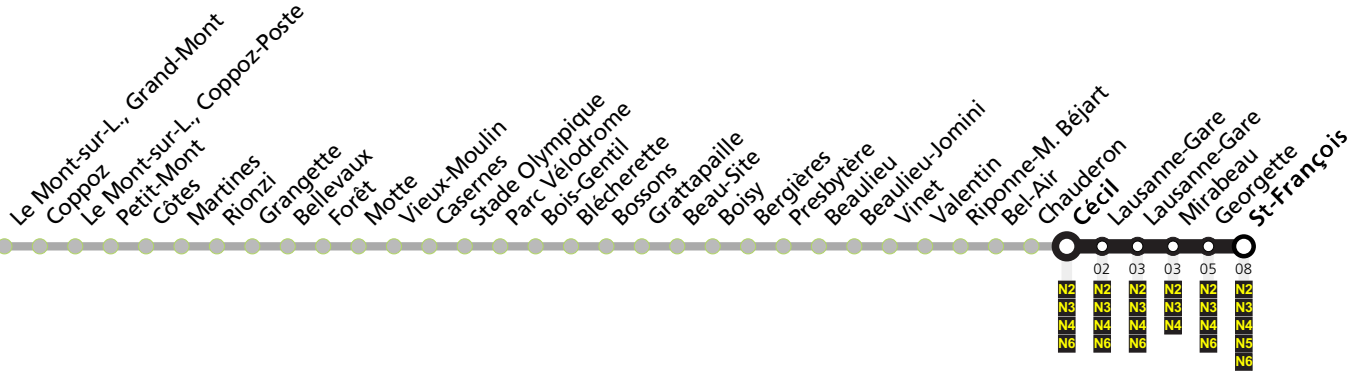 Le Mont-sur-L., Grand-Mont
Coppoz
Le Mont-sur-L., Coppoz-Poste
Petit-Mont
Côtes
Martines
Rionzi
Grangette
Bellevaux
Forêt
Motte
Vieux-Moulin
Casernes
Stade Olympique
Parc Vélodrome
Bois-Gentil
Blécherette
Bossons
Grattapaille
Beau-Site
Boisy
Bergières
Presbytère
Beaulieu
Beaulieu-Jomini
Vinet
Valentin
Riponne-M. Béjart
Bel-Air
Chauderon
Cécil
Lausanne-Gare
Lausanne-Gare
Mirabeau
Georgette
St-François
02 03 03 05 08
N2 N2 N2 N2 N2 N2
N3 N3 N3 N3 N3 N3
N4 N4 N4 N4 N4 N4
N6 N6 N6 N6 N5
N6